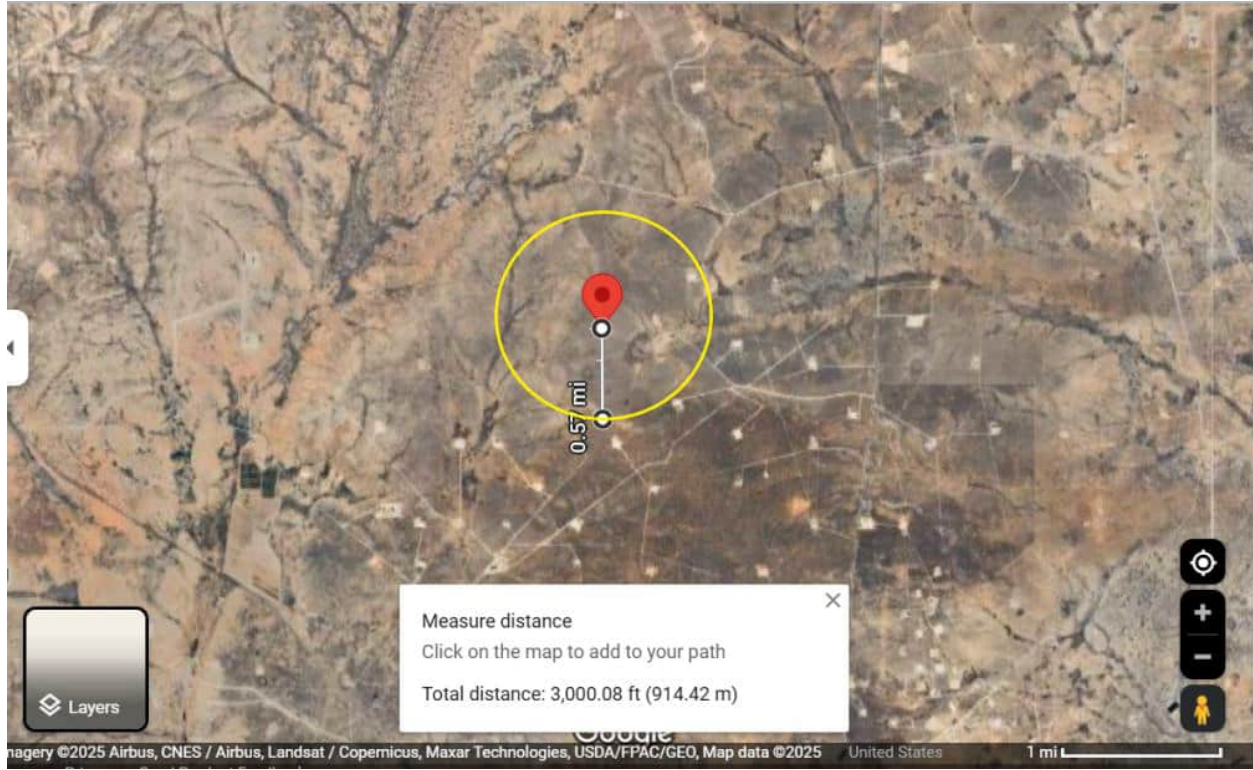 0.57 mi
Measure distance
Click on the map to add to your path
Total distance: 3,000.08 ft (914.42 m)
Layers
Google
magery ©2025 Airbus, CNES / Airbus, Landsat / Copernicus, Maxar Technologies, USDA/FPAC/GEO, Map data ©2025 United States 1 mi